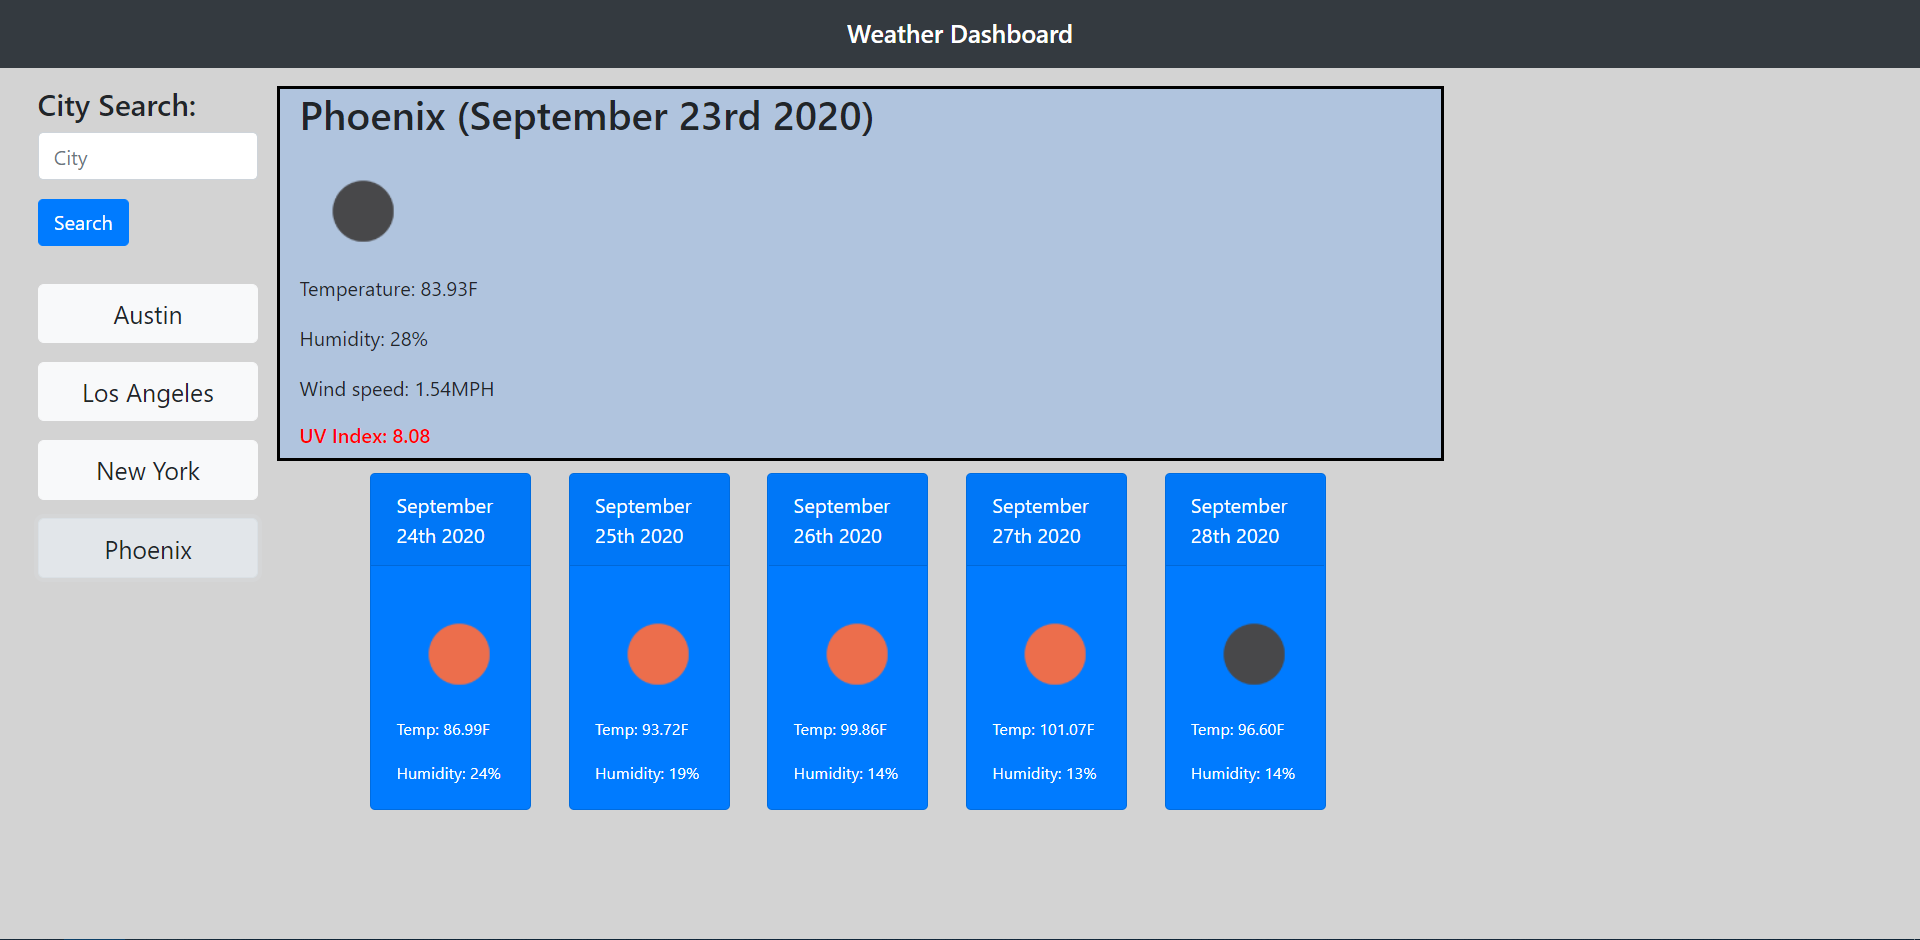 Weather Dashboard
City Search:
City
Search
Austin
Los Angeles
New York
Phoenix
Phoenix (September 23rd 2020)
Temperature: 83.93F
Humidity: 28%
Wind speed: 1.54MPH
UV Index: 8.08
September
24th 2020
Temp: 86.99F
Humidity: 24%
September
25th 2020
Temp: 93.72F
Humidity: 19%
September
26th 2020
Temp: 99.86F
Humidity: 14%
September
27th 2020
Temp: 101.07F
Humidity: 13%
September
28th 2020
Temp: 96.60F
Humidity: 14%